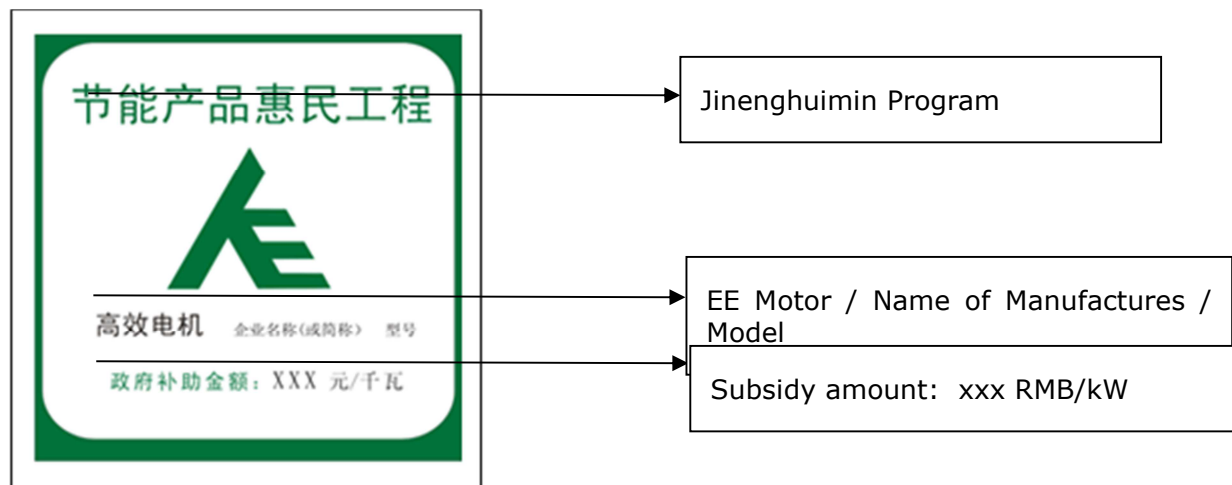 节能产品惠民工程
Jinenghuimin Program
EE Motor / Name of Manufactures /
Model
高效电机 企业名称(或简称) 型号
Subsidy amount: xxx RMB/kW
政府补助金额：XXX 元/千瓦